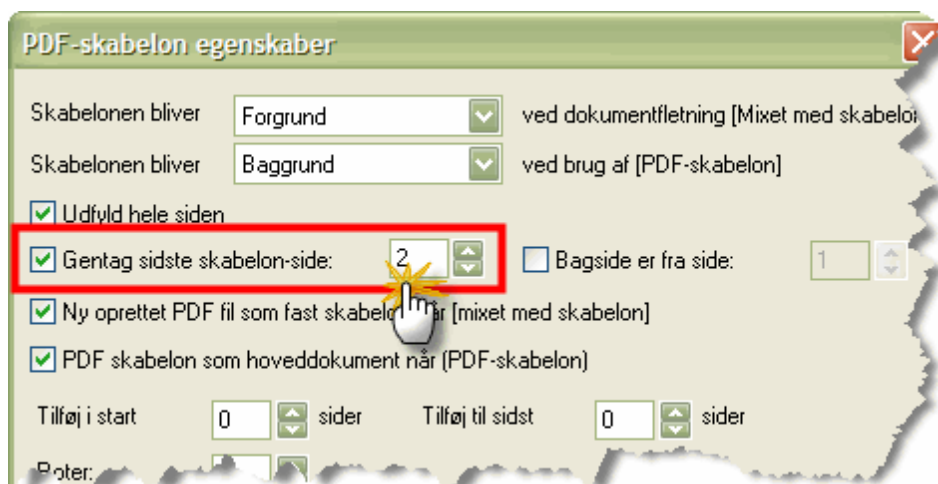 PDF-skabelon egenskaber
Skabelonen bliver Forgrund ved dokumentfletning [Mixet med skabelon
Skabelonen bliver Baggrund ved brug af [PDF-skabelon]
Udfyld hele siden
Gentag sidste skabelon-side: 2 Bagside er fra side: 1
Ny oprettet PDF fil som fast skabelon når [mixet med skabelon]
PDF skabelon som hoveddokument når (PDF-skabelon)
Tilføj i start 0 sider Tilføj til sidst 0 sider
Roter: